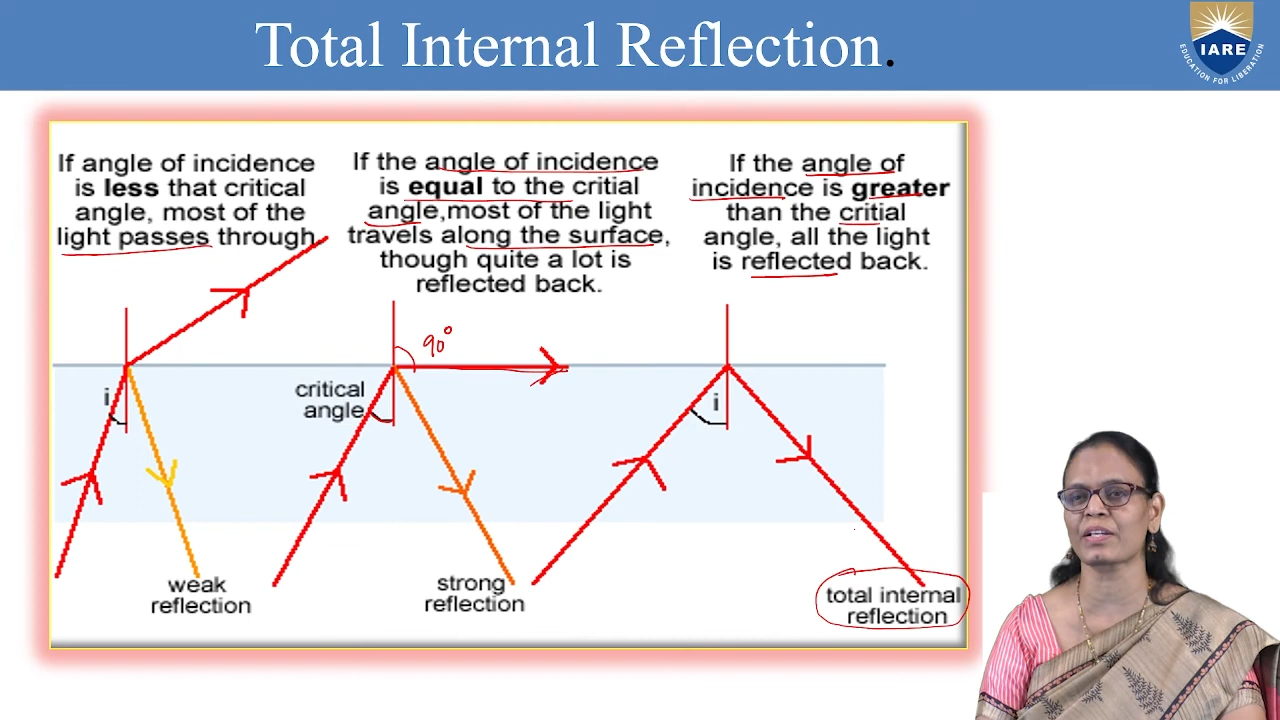 Total Internal Reflection.
IARE
EDUCATION FOR LIBERATION
If angle of incidence
is less that critical
angle, most of the
light passes through.
If the angle of incidence
is equal to the critial
angle,most of the light
travels along the surface,
though quite a lot is
reflected back.
If the angle of
incidence is greater
than the critial
angle, all the light
is reflected back.
90°
i
critical
angle
i
weak
reflection
strong
reflection
total internal
reflection